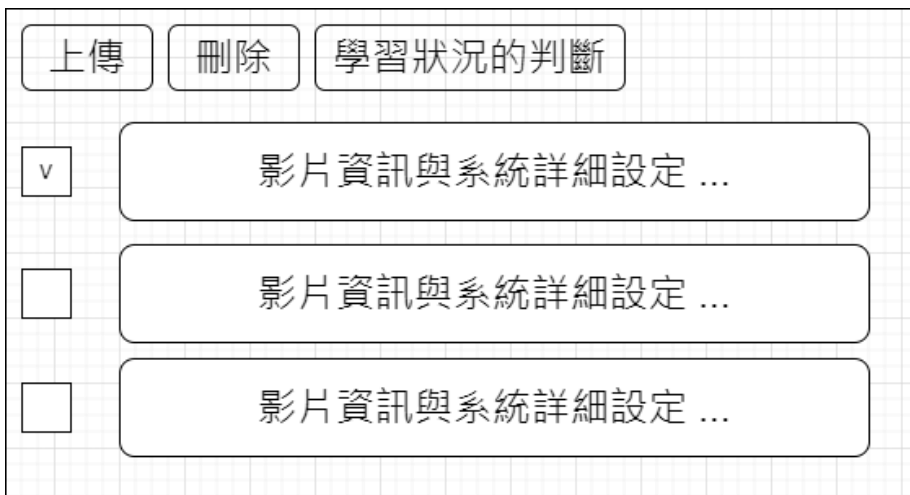 上傳 刪除 學習狀況的判斷
v 影片資訊與系統詳細設定 ...
影片資訊與系統詳細設定 ...
影片資訊與系統詳細設定 ...